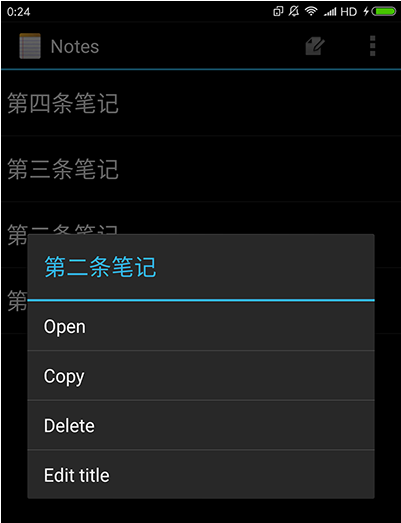 0:24
HD
Notes
第四条笔记
第三条笔记
第二条笔记
第
第二条笔记
Open
Copy
Delete
Edit title